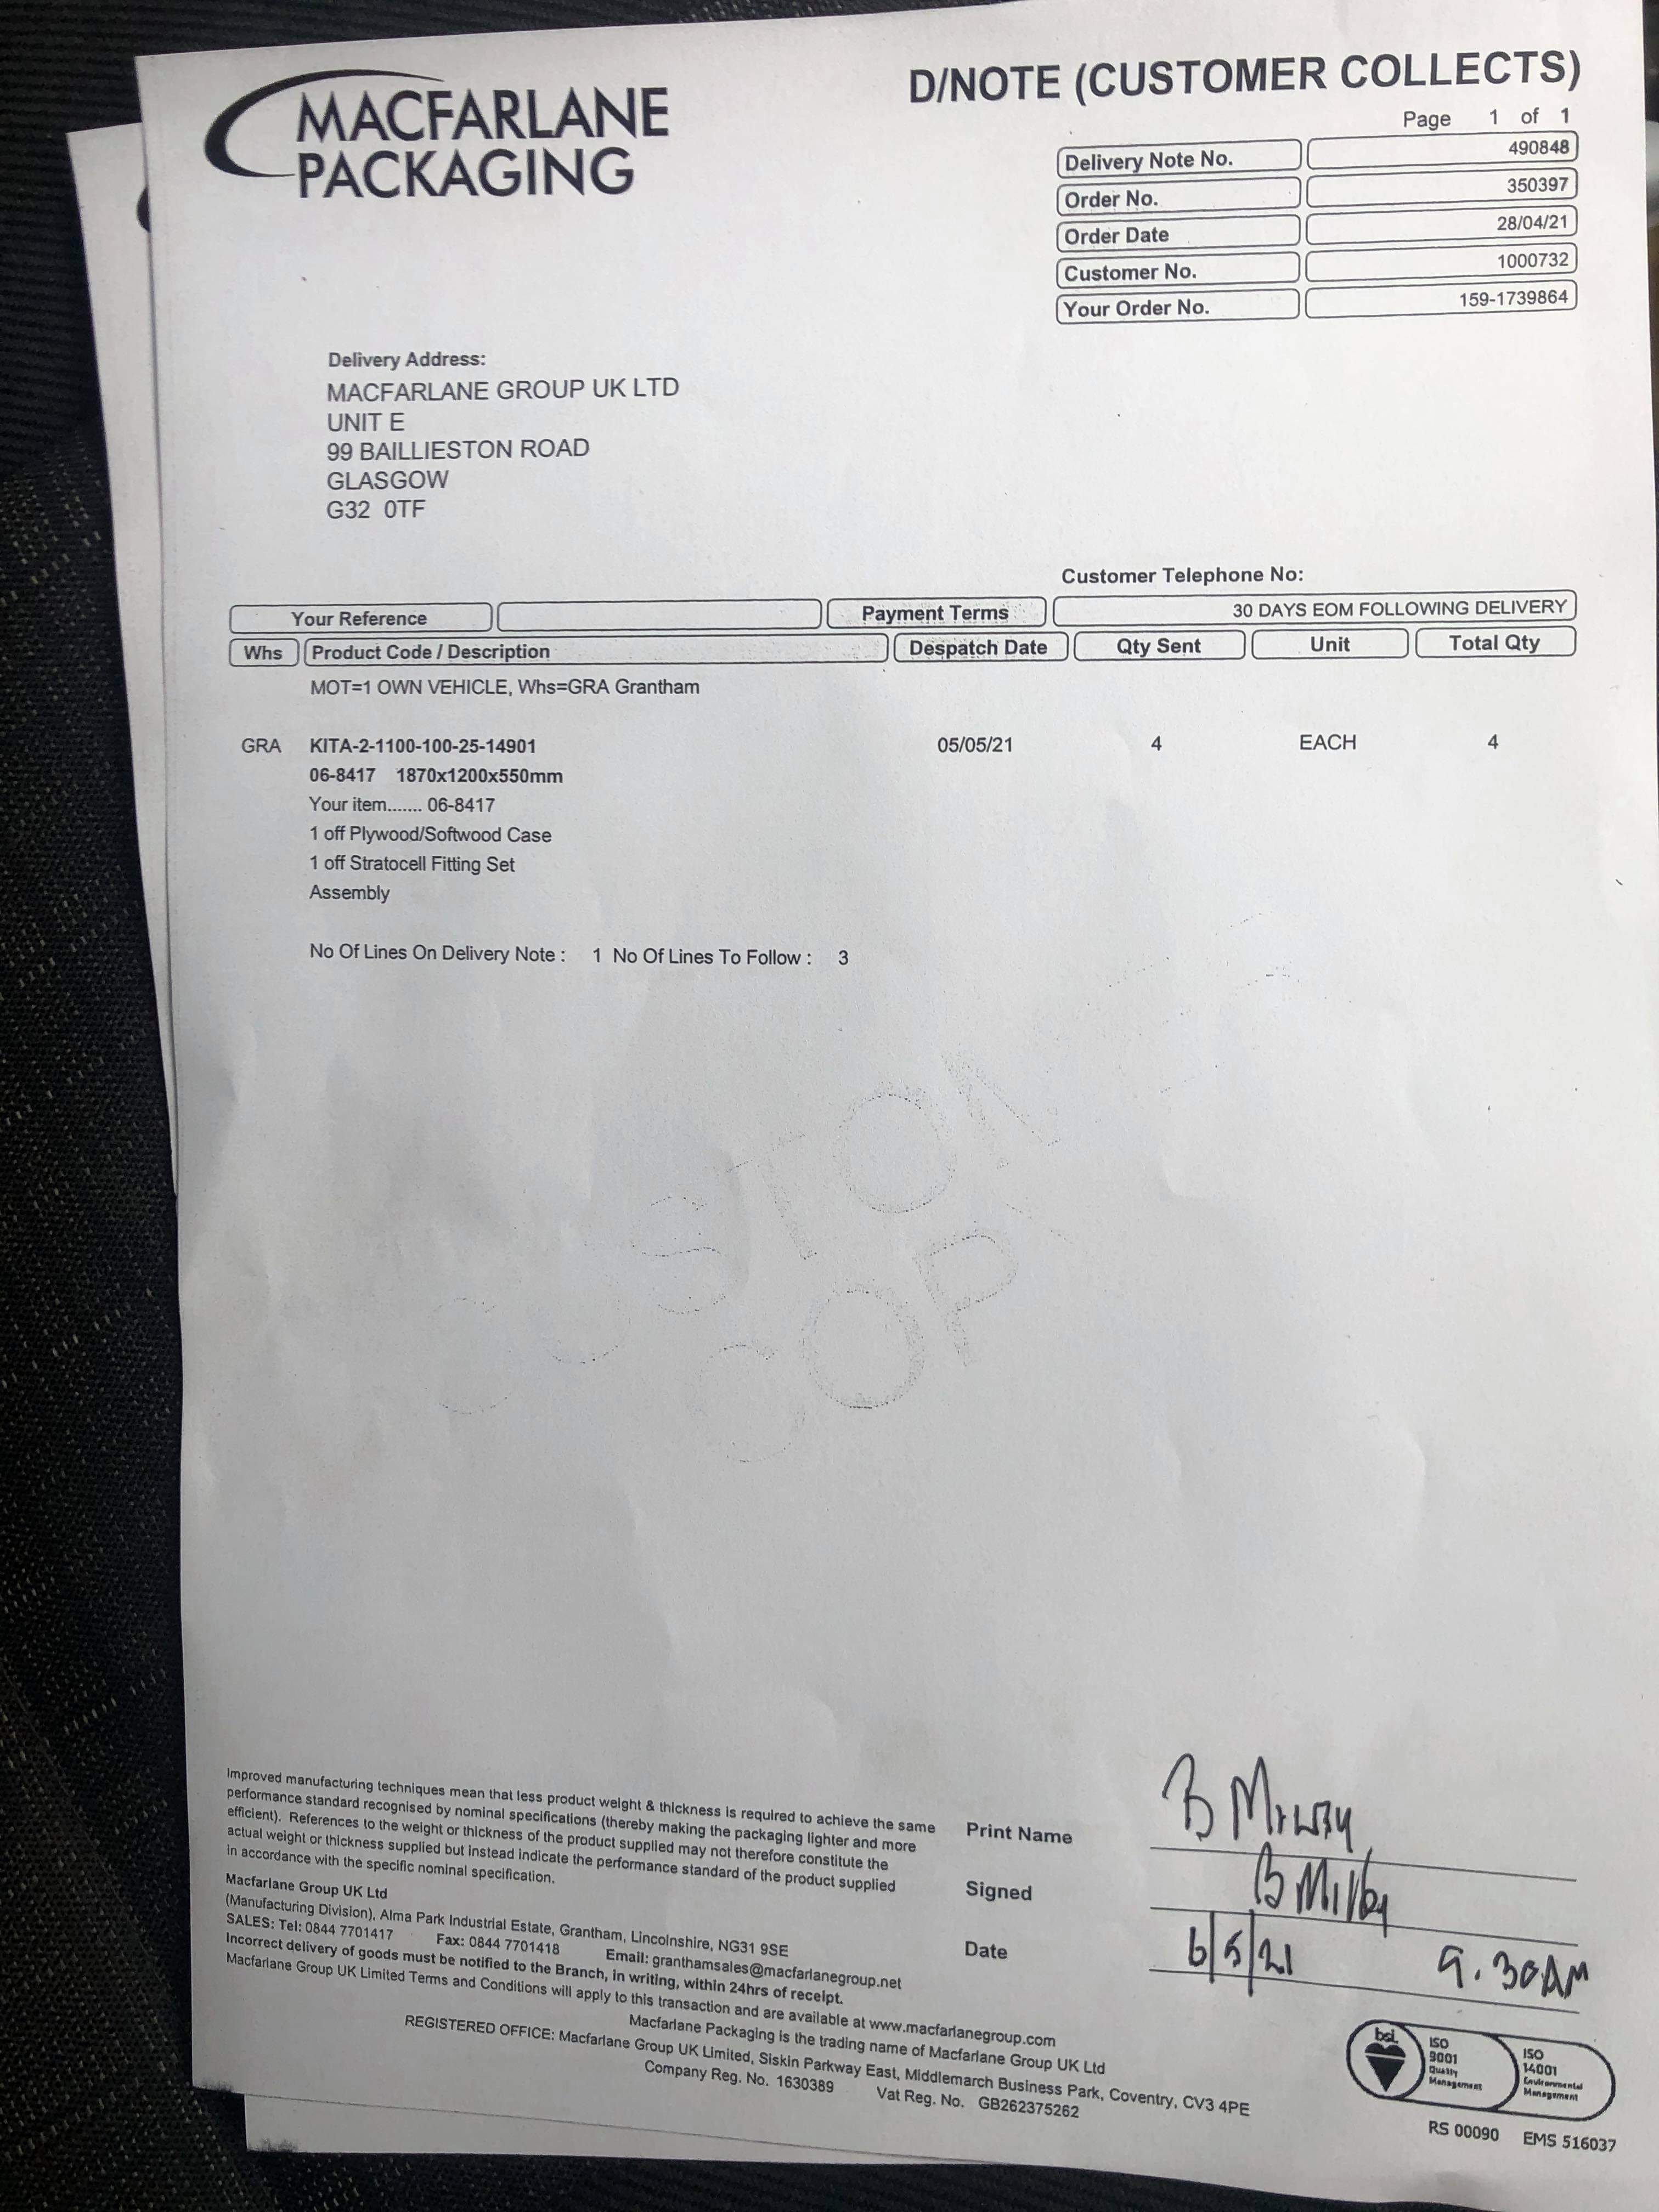 MACFARLANE
PACKAGING
D/NOTE (CUSTOMER COLLECTS)
Page 1 of 1
Delivery Note No. 490848
Order No. 350397
Order Date 28/04/21
Customer No. 1000732
Your Order No. 159-1739864
Delivery Address:
MACFARLANE GROUP UK LTD
UNIT E
99 BAILLIESTON ROAD
GLASGOW
G32 0TF
Customer Telephone No:
Your Reference Payment Terms 30 DAYS EOM FOLLOWING DELIVERY
Whs Product Code / Description Despatch Date Qty Sent Unit Total Qty
MOT=1 OWN VEHICLE, Whs=GRA Grantham
GRA KITA-2-1100-100-25-14901 05/05/21 4 EACH 4
06-8417 1870x1200x550mm
Your item....... 06-8417
1 off Plywood/Softwood Case
1 off Stratocell Fitting Set
Assembly
No Of Lines On Delivery Note : 1 No Of Lines To Follow : 3
CUSTOM
COPY
Improved manufacturing techniques mean that less product weight & thickness is required to achieve the same
performance standard recognised by nominal specifications (thereby making the packaging lighter and more
efficient). References to the weight or thickness of the product supplied may not therefore constitute the
actual weight or thickness supplied but instead indicate the performance standard of the product supplied
in accordance with the specific nominal specification.
Print Name B
Signed B Milby
Date 6/5/21 9.30AM
Macfarlane Group UK Ltd
(Manufacturing Division), Alma Park Industrial Estate, Grantham, Lincolnshire, NG31 9SE
SALES: Tel: 0844 7701417 Fax: 0844 7701418 Email: granthamsales@macfarlanegroup.net
Incorrect delivery of goods must be notified to the Branch, in writing, within 24hrs of receipt.
Macfarlane Group UK Limited Terms and Conditions will apply to this transaction and are available at www.macfarlanegroup.com
Macfarlane Packaging is the trading name of Macfarlane Group UK Ltd
REGISTERED OFFICE: Macfarlane Group UK Limited, Siskin Parkway East, Middlemarch Business Park, Coventry, CV3 4PE
Company Reg. No. 1630389 Vat Reg. No. GB262375262
bsi.
ISO
9001
Quality
Management
ISO
14001
Environmental
Management
RS 00090 EMS 516037